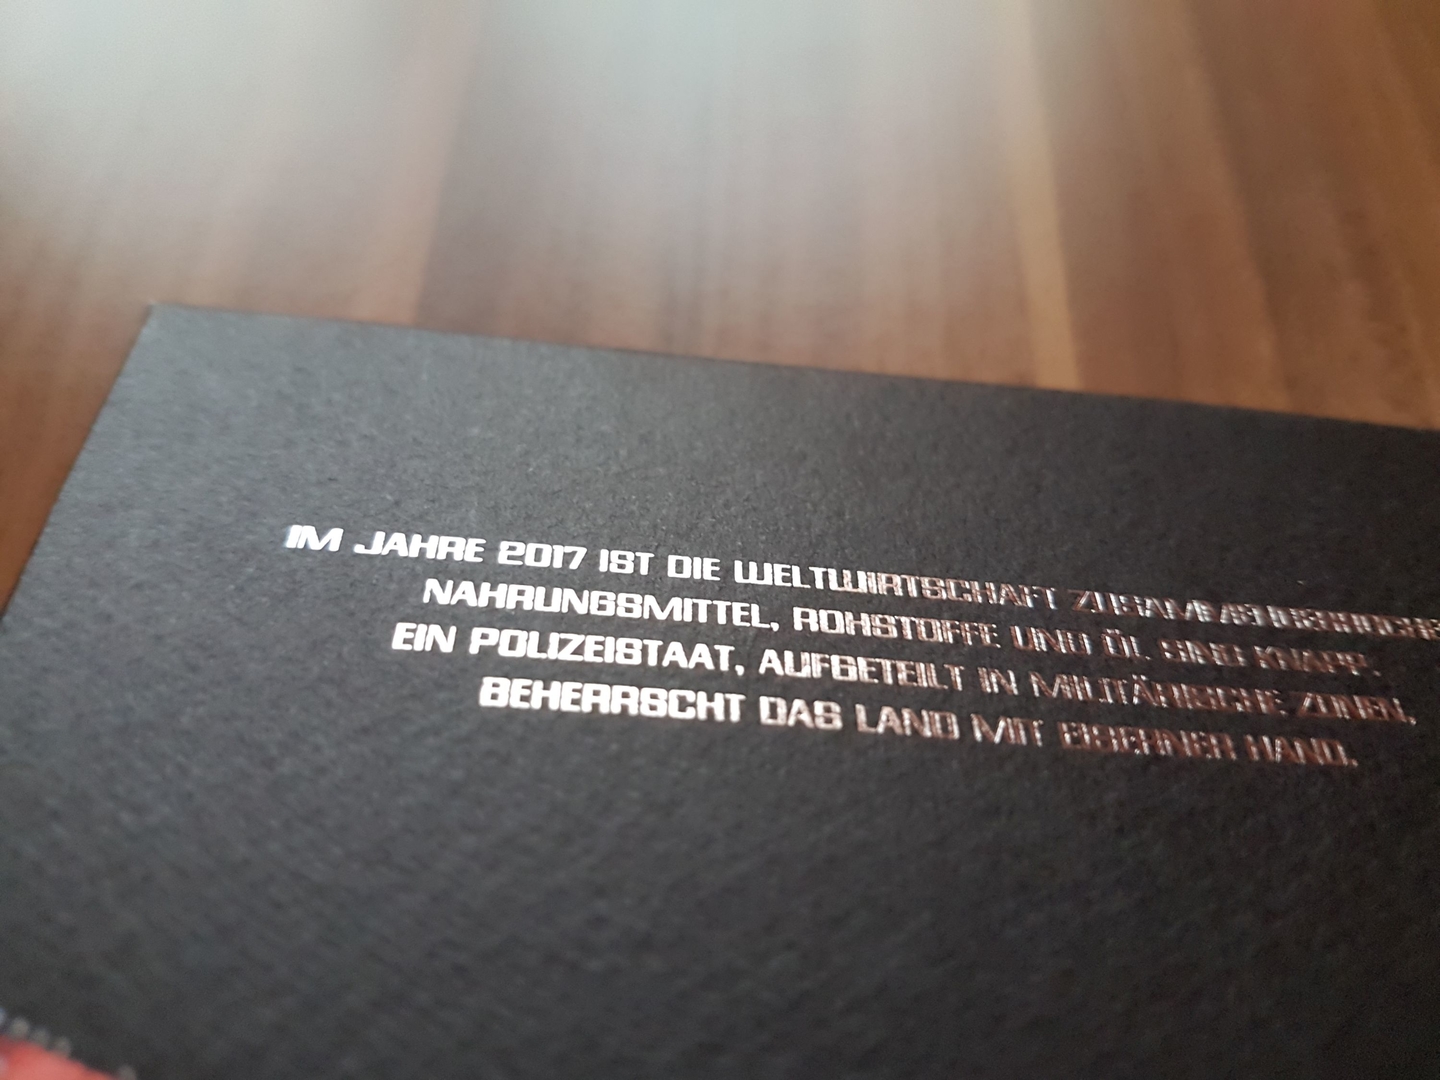 IM JAHRE 2017 IST DIE WELTWIRTSCHAFT
NAHRUNGSMITTEL, ROHSTOFFE UND ÖL SIND KNAPP.
EIN POLIZEISTAAT, AUFGETEILT IN MILITÄRISCHE ZONEN,
BEHERRSCHT DAS LAND MIT EISERNER HAND.